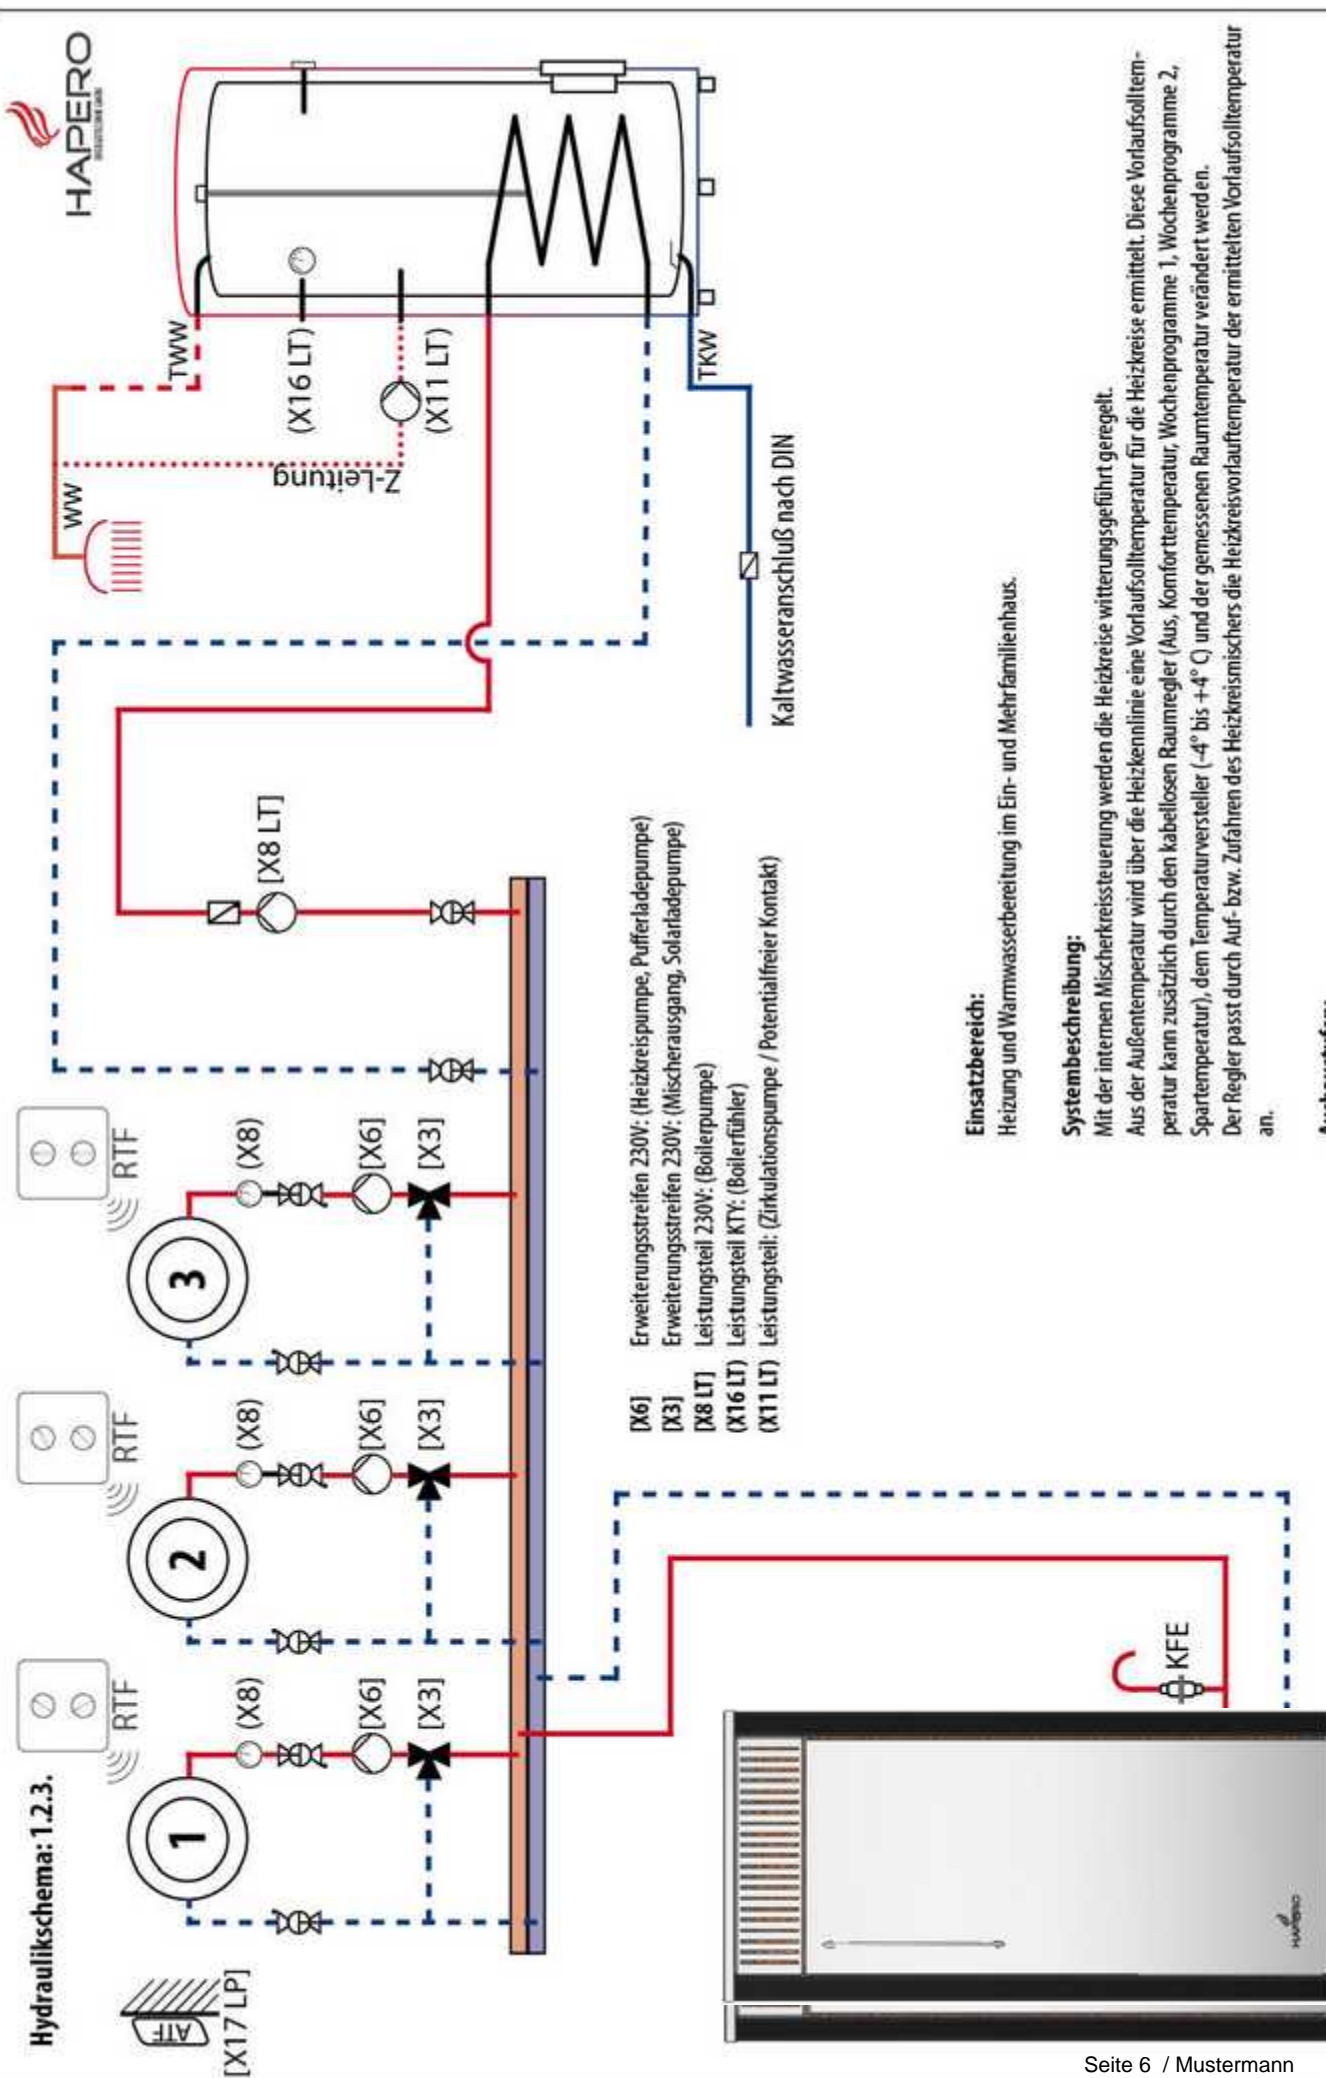 HAPERO
Hydraulikschema: 1.2.3.
ATF
[X17 LP]
RTF
1
(X8)
[X6]
[X3]
RTF
2
(X8)
[X6]
[X3]
RTF
3
(X8)
[X6]
[X3]
[X8 LT]
WW
Z-Leitung
TWW
(X16 LT)
(X11 LT)
TKW
Kaltwasseranschluß nach DIN
KFE
HAPERO
[X6] Erweiterungsstreifen 230V: (Heizkreispumpe, Pufferladepumpe)
[X3] Erweiterungsstreifen 230V: (Mischerausgang, Solarladepumpe)
[X8 LT] Leistungsteil 230V: (Boilerpumpe)
(X16 LT) Leistungsteil KTY: (Boilerfühler)
(X11 LT) Leistungsteil: (Zirkulationspumpe / Potentialfreier Kontakt)
Einsatzbereich:
Heizung und Warmwasserbereitung im Ein- und Mehrfamilienhaus.
Systembeschreibung:
Mit der internen Mischerkreissteuerung werden die Heizkreise witterungsgeführt geregelt.
Aus der Außentemperatur wird über die Heizkennlinie eine Vorlaufsolltemperatur für die Heizkreise ermittelt. Diese Vorlaufsolltem-
peratur kann zusätzlich durch den kabellosen Raumregler (Aus, Komforttemperatur, Wochenprogramme 1, Wochenprogramme 2,
Spartemperatur), dem Temperaturversteller (-4° bis +4° C) und der gemessenen Raumtemperatur verändert werden.
Der Regler passt durch Auf- bzw. Zufahren des Heizkreismischers die Heizkreisvorlauftemperatur der ermittelten Vorlaufsolltemperatur
an.
Seite 6 / Mustermann